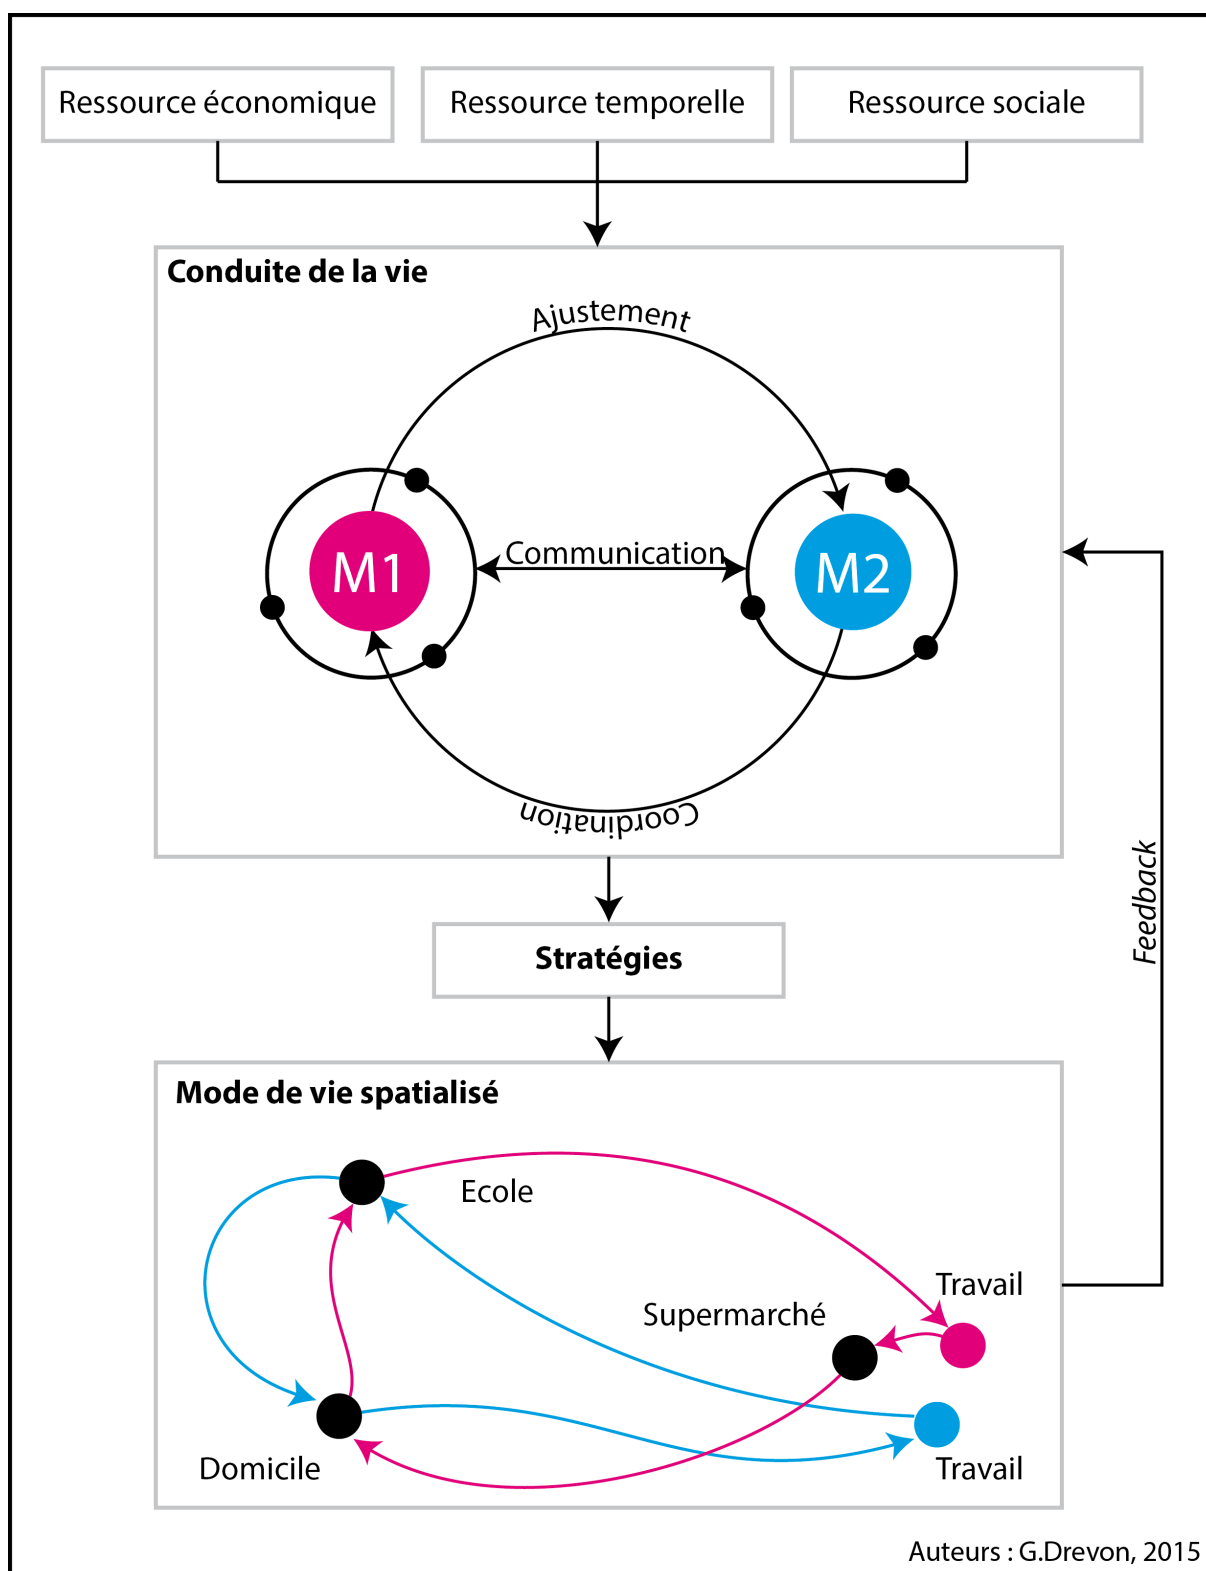 Ressource économique
Ressource temporelle
Ressource sociale
Conduite de la vie
Ajustement
M1
Communication
M2
Coordination
Feedback
Stratégies
Mode de vie spatialisé
Ecole
Travail
Supermarché
Domicile
Travail
Auteurs : G.Drevon, 2015